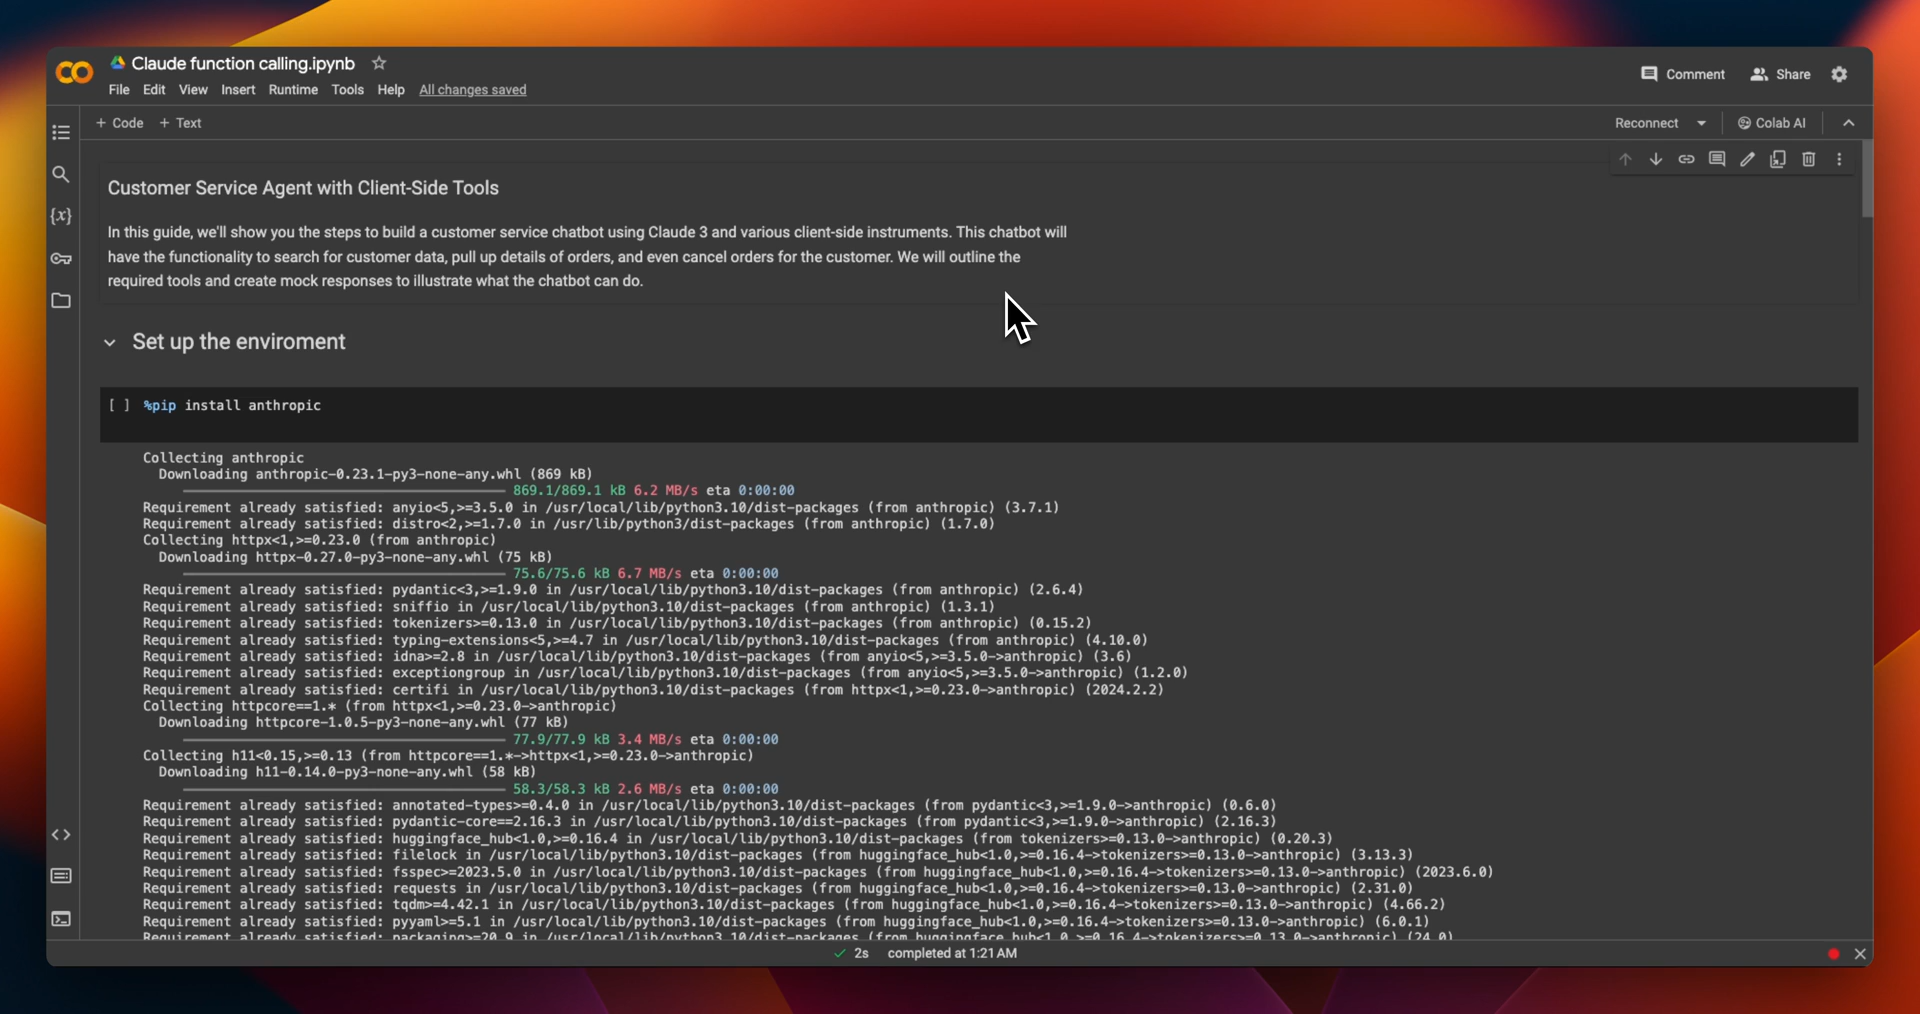 Claude function calling.ipynb
File Edit View Insert Runtime Tools Help All changes saved
Comment Share
+ Code + Text
Reconnect Colab AI
Customer Service Agent with Client-Side Tools
In this guide, we'll show you the steps to build a customer service chatbot using Claude 3 and various client-side instruments. This chatbot will
have the functionality to search for customer data, pull up details of orders, and even cancel orders for the customer. We will outline the
required tools and create mock responses to illustrate what the chatbot can do.
Set up the enviroment
[ ] %pip install anthropic
Collecting anthropic
Downloading anthropic-0.23.1-py3-none-any.whl (869 kB)
869.1/869.1 kB 6.2 MB/s eta 0:00:00
Requirement already satisfied: anyio<5,>=3.5.0 in /usr/local/lib/python3.10/dist-packages (from anthropic) (3.7.1)
Requirement already satisfied: distro<2,>=1.7.0 in /usr/lib/python3/dist-packages (from anthropic) (1.7.0)
Collecting httpx<1,>=0.23.0 (from anthropic)
Downloading httpx-0.27.0-py3-none-any.whl (75 kB)
75.6/75.6 kB 6.7 MB/s eta 0:00:00
Requirement already satisfied: pydantic<3,>=1.9.0 in /usr/local/lib/python3.10/dist-packages (from anthropic) (2.6.4)
Requirement already satisfied: sniffio in /usr/local/lib/python3.10/dist-packages (from anthropic) (1.3.1)
Requirement already satisfied: tokenizers>=0.13.0 in /usr/local/lib/python3.10/dist-packages (from anthropic) (0.15.2)
Requirement already satisfied: typing-extensions<5,>=4.7 in /usr/local/lib/python3.10/dist-packages (from anthropic) (4.10.0)
Requirement already satisfied: idna>=2.8 in /usr/local/lib/python3.10/dist-packages (from anyio<5,>=3.5.0->anthropic) (3.6)
Requirement already satisfied: exceptiongroup in /usr/local/lib/python3.10/dist-packages (from anyio<5,>=3.5.0->anthropic) (1.2.0)
Requirement already satisfied: certifi in /usr/local/lib/python3.10/dist-packages (from httpx<1,>=0.23.0->anthropic) (2024.2.2)
Collecting httpcore==1.* (from httpx<1,>=0.23.0->anthropic)
Downloading httpcore-1.0.5-py3-none-any.whl (77 kB)
77.9/77.9 kB 3.4 MB/s eta 0:00:00
Collecting h11<0.15,>=0.13 (from httpcore==1.*->httpx<1,>=0.23.0->anthropic)
Downloading h11-0.14.0-py3-none-any.whl (58 kB)
58.3/58.3 kB 2.6 MB/s eta 0:00:00
Requirement already satisfied: annotated-types>=0.4.0 in /usr/local/lib/python3.10/dist-packages (from pydantic<3,>=1.9.0->anthropic) (0.6.0)
Requirement already satisfied: pydantic-core==2.16.3 in /usr/local/lib/python3.10/dist-packages (from pydantic<3,>=1.9.0->anthropic) (2.16.3)
Requirement already satisfied: huggingface_hub<1.0,>=0.16.4 in /usr/local/lib/python3.10/dist-packages (from tokenizers>=0.13.0->anthropic) (0.20.3)
Requirement already satisfied: filelock in /usr/local/lib/python3.10/dist-packages (from huggingface_hub<1.0,>=0.16.4->tokenizers>=0.13.0->anthropic) (3.13.3)
Requirement already satisfied: fsspec>=2023.5.0 in /usr/local/lib/python3.10/dist-packages (from huggingface_hub<1.0,>=0.16.4->tokenizers>=0.13.0->anthropic) (2023.6.0)
Requirement already satisfied: requests in /usr/local/lib/python3.10/dist-packages (from huggingface_hub<1.0,>=0.16.4->tokenizers>=0.13.0->anthropic) (2.31.0)
Requirement already satisfied: tqdm>=4.42.1 in /usr/local/lib/python3.10/dist-packages (from huggingface_hub<1.0,>=0.16.4->tokenizers>=0.13.0->anthropic) (4.66.2)
Requirement already satisfied: pyyaml>=5.1 in /usr/local/lib/python3.10/dist-packages (from huggingface_hub<1.0,>=0.16.4->tokenizers>=0.13.0->anthropic) (6.0.1)
Requirement already satisfied: packaging>=20.9 in /usr/local/lib/python3.10/dist-packages (from huggingface_hub<1.0,>=0.16.4->tokenizers>=0.13.0->anthropic) (24.0)
2s completed at 1:21 AM